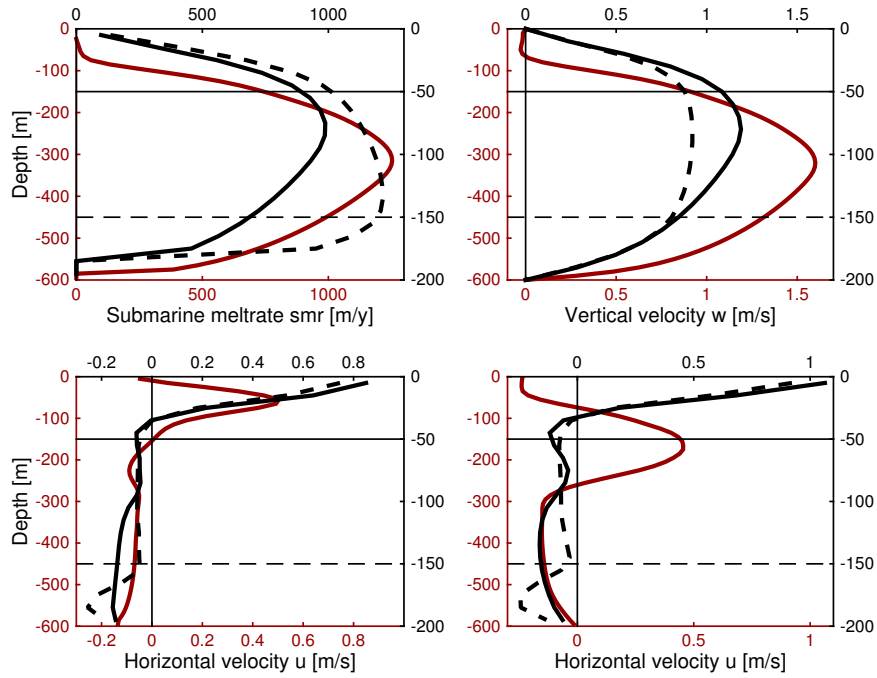 0 500 1000
0 0.5 1 1.5
0 0 0 0
-100 -100
-200 -50 -200 -50
Depth [m]
-300 -100 -300 -100
-400 -400
-500 -150 -500 -150
-600 -200 -600 -200
0 500 1000
0 0.5 1 1.5
Submarine meltrate smr [m/y]
Vertical velocity w [m/s]
-0.2 0 0.2 0.4 0.6 0.8
0 0.5 1
0 0 0 0
-100 -100
-200 -50 -200 -50
Depth [m]
-300 -100 -300 -100
-400 -400
-500 -150 -500 -150
-600 -200 -600 -200
-0.2 0 0.2 0.4 0.6 0.8
0 0.5 1
Horizontal velocity u [m/s]
Horizontal velocity u [m/s]